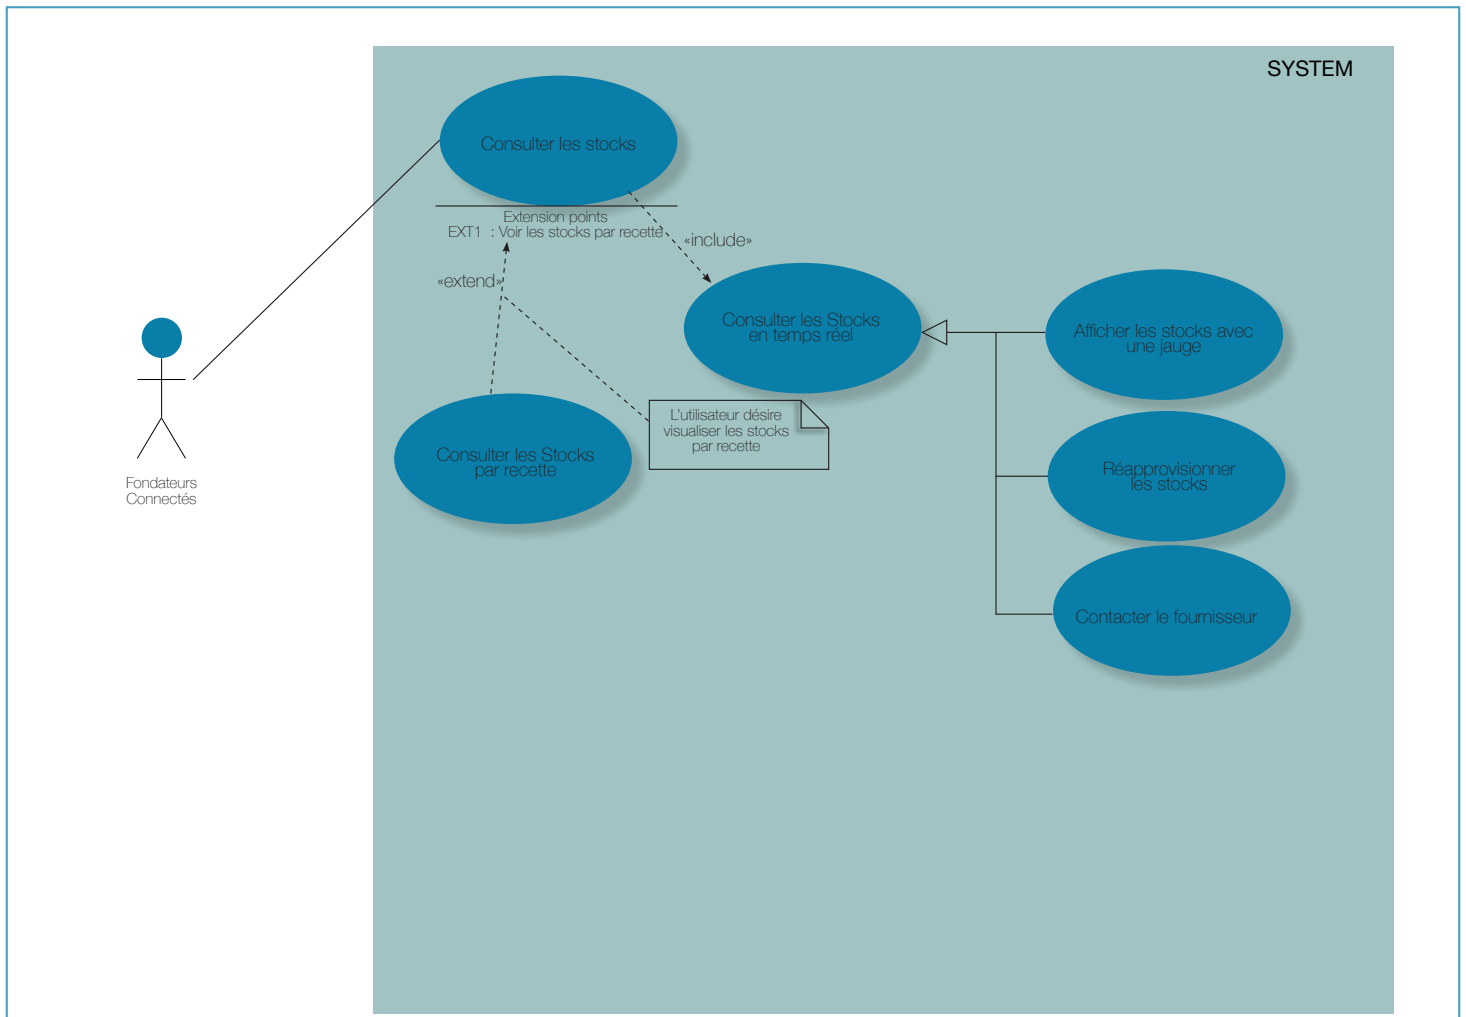 SYSTEM
Consulter les stocks
Extension points
EXT1 : Voir les stocks par recette
«include»
«extend»
Consulter les Stocks
en temps réel
Afficher les stocks avec
une jauge
L'utilisateur désire
visualiser les stocks
par recette
Consulter les Stocks
par recette
Réapprovisionner
les stocks
Fondateurs
Connectés
Contacter le fournisseur